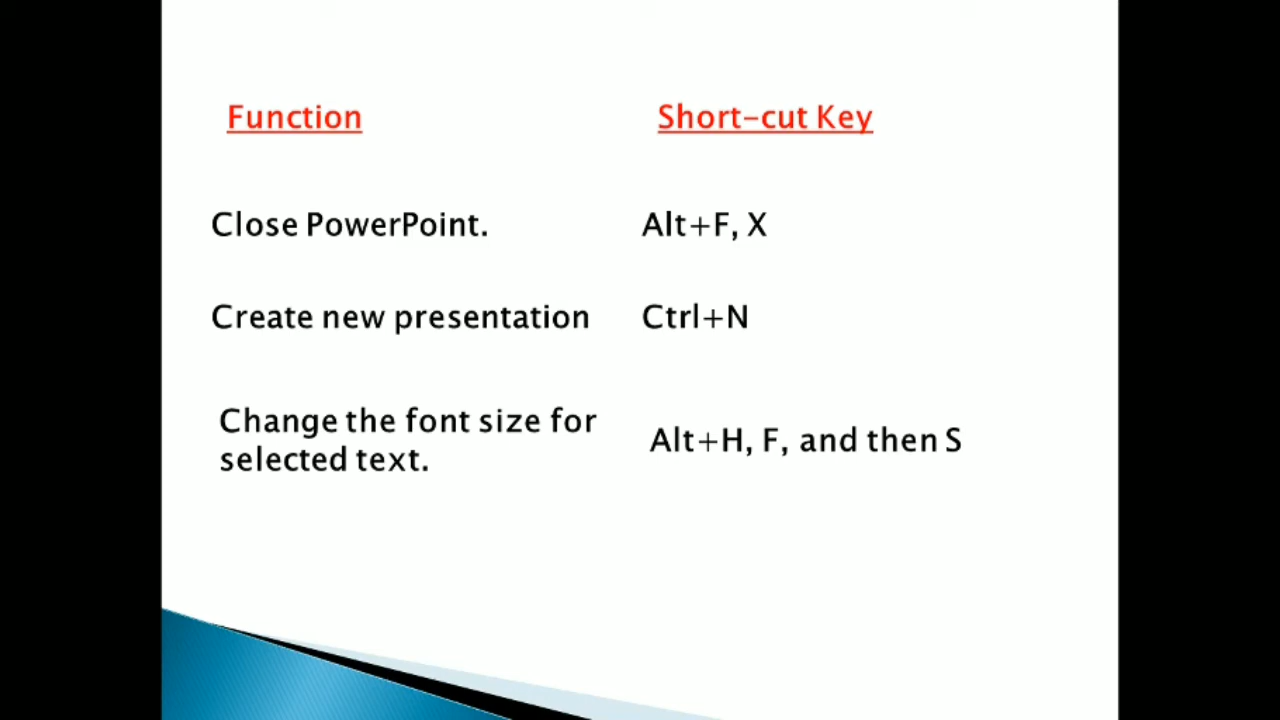 Function Short-cut Key
Close PowerPoint. Alt+F, X
Create new presentation Ctrl+N
Change the font size for
selected text. Alt+H, F, and then S